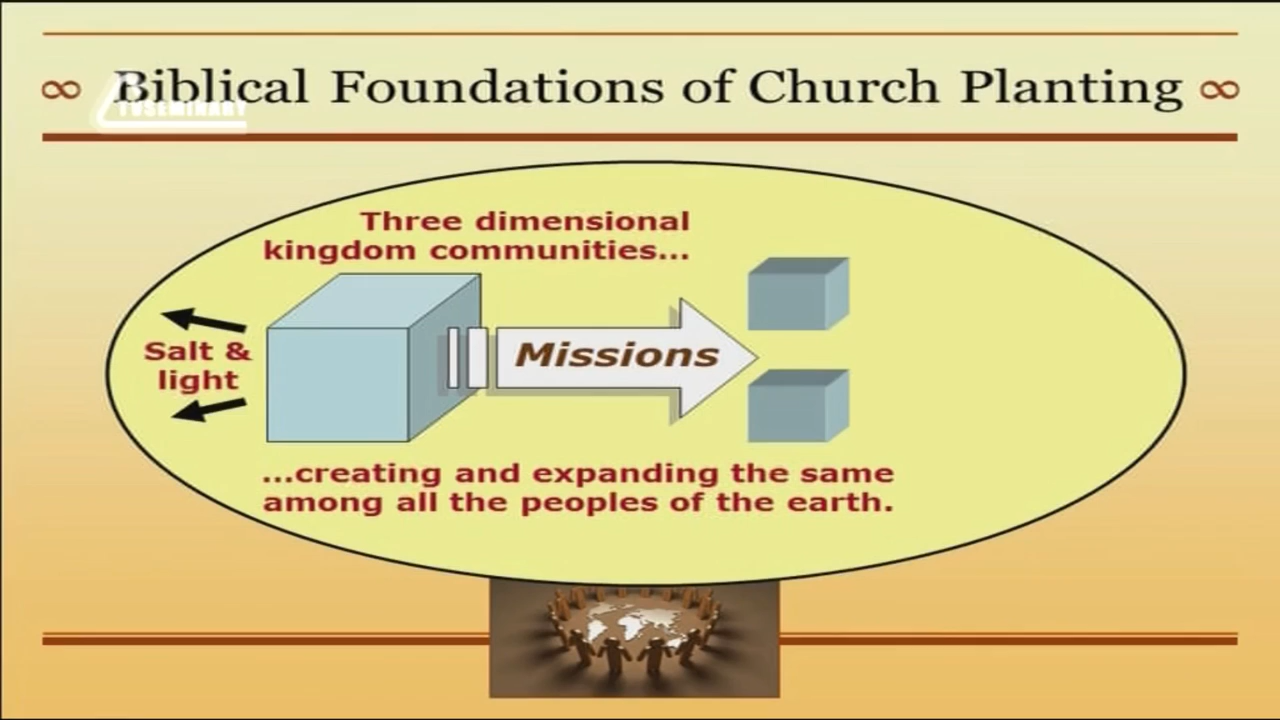 ∞ Biblical Foundations of Church Planting ∞
TVSEMINARY
Three dimensional
kingdom communities...
Salt &
light
Missions
...creating and expanding the same
among all the peoples of the earth.